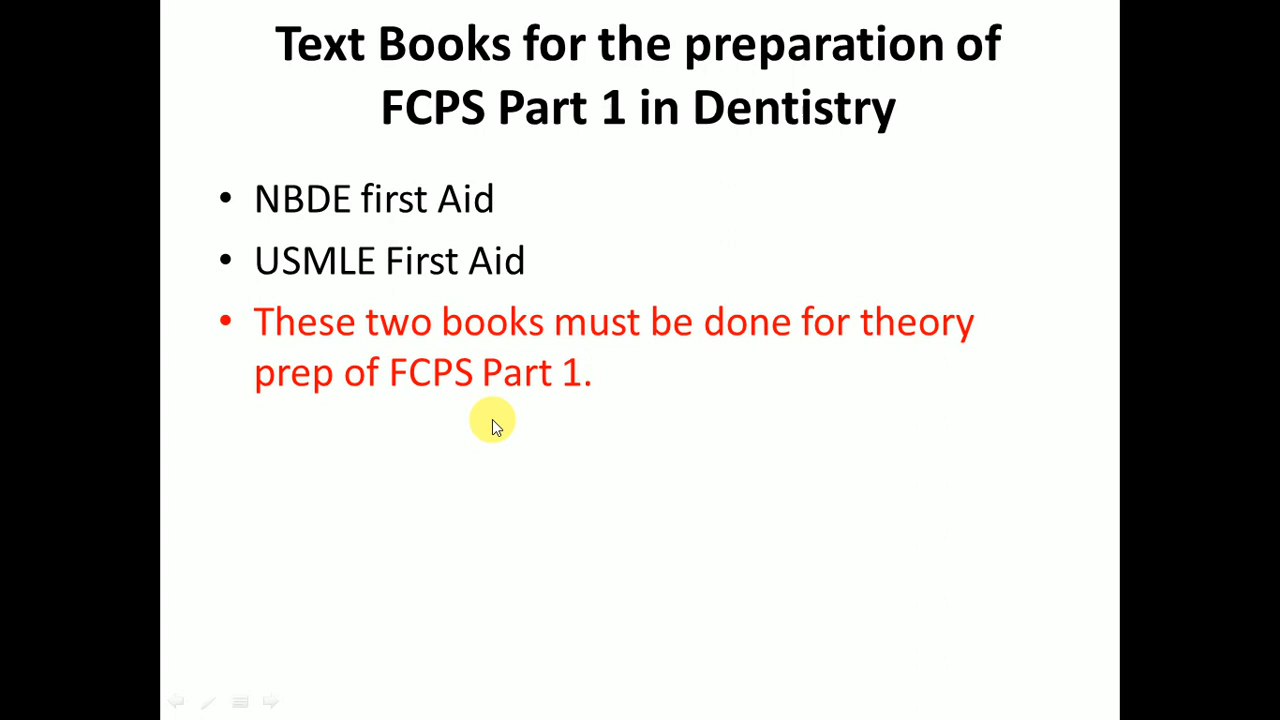 Text Books for the preparation of
FCPS Part 1 in Dentistry
• NBDE first Aid
• USMLE First Aid
• These two books must be done for theory
prep of FCPS Part 1.